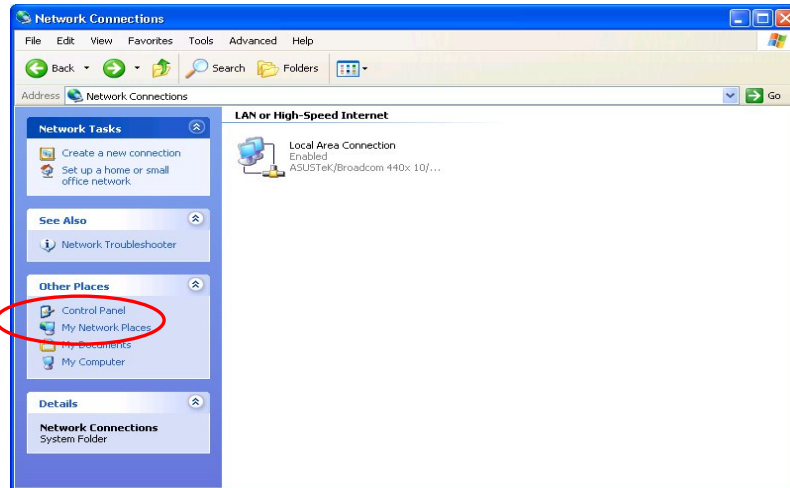 Network Connections
File Edit View Favorites Tools Advanced Help
Back Search Folders
Address Network Connections Go
Network Tasks
Create a new connection
Set up a home or small
office network
See Also
Network Troubleshooter
Other Places
Control Panel
My Network Places
My Documents
My Computer
Details
Network Connections
System Folder
LAN or High-Speed Internet
Local Area Connection
Enabled
ASUSTeK/Broadcom 440x 10/...